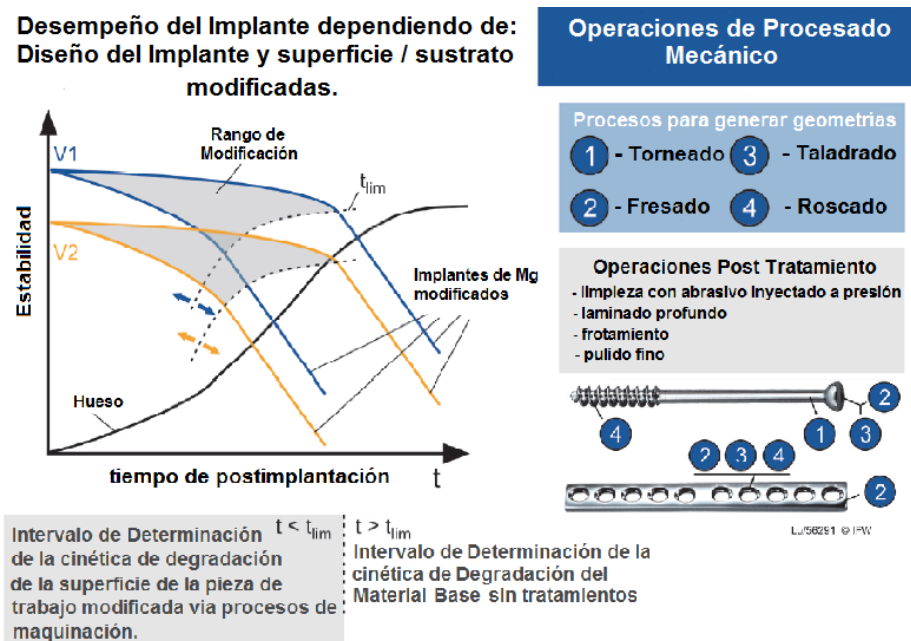 Desempeño del Implante dependiendo de:
Diseño del Implante y superficie / sustrato
modificadas.
V1
Rango de
Modificación
t lim
V2
Estabilidad
Implantes de Mg
modificados
Hueso
tiempo de postimplantación
t
Intervalo de Determinación t < t lim
de la cinética de degradación
de la superficie de la pieza de
trabajo modificada via procesos de
maquinación.
t > t lim
Intervalo de Determinación de la
cinética de Degradación del
Material Base sin tratamientos
Operaciones de Procesado
Mecánico
Procesos para generar geometrías
1 - Torneado 3 - Taladrado
2 - Fresado 4 - Roscado
Operaciones Post Tratamiento
- limpieza con abrasivo inyectado a presión
- laminado profundo
- frotamiento
- pulido fino
2
4 1 3
2 3 4
2
Lu/56291 © IFW